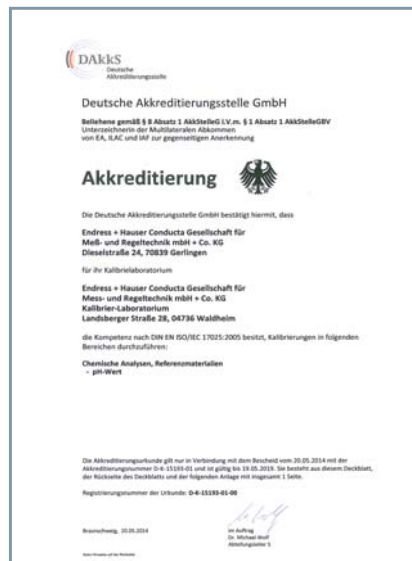 DAkkS
Deutsche
Akkreditierungsstelle
Deutsche Akkreditierungsstelle GmbH
Beliehene gemäß § 8 Absatz 1 AkkStelleG i.V.m. § 1 Absatz 1 AkkStelleGBV
Unterzeichnerin der Multilateralen Abkommen
von EA, ILAC und IAF zur gegenseitigen Anerkennung
Akkreditierung
Die Deutsche Akkreditierungsstelle GmbH bestätigt hiermit, dass
Endress + Hauser Conducta Gesellschaft für
Meß- und Regeltechnik mbH + Co. KG
Dieselstraße 24, 70839 Gerlingen
für ihr Kalibrierlaboratorium
Endress + Hauser Conducta Gesellschaft für
Mess- und Regeltechnik mbH + Co. KG
Kalibrier-Laboratorium
Landsberger Straße 28, 04736 Waldheim
die Kompetenz nach DIN EN ISO/IEC 17025:2005 besitzt, Kalibrierungen in folgenden
Bereichen durchzuführen:
Chemische Analysen, Referenzmaterialien
- pH-Wert
Die Akkreditierungsurkunde gilt nur in Verbindung mit dem Bescheid vom 20.05.2014 mit der
Akkreditierungsnummer D-K-15193-01 und ist gültig bis 19.05.2019. Sie besteht aus diesem Deckblatt,
der Rückseite des Deckblatts und der folgenden Anlage mit insgesamt 1 Seite.
Registrierungsnummer der Urkunde: D-K-15193-01-00
Braunschweig, 20.05.2014
Im Auftrag
Dr. Michael Wolf
Abteilungsleiter 5
Siehe Hinweise auf der Rückseite